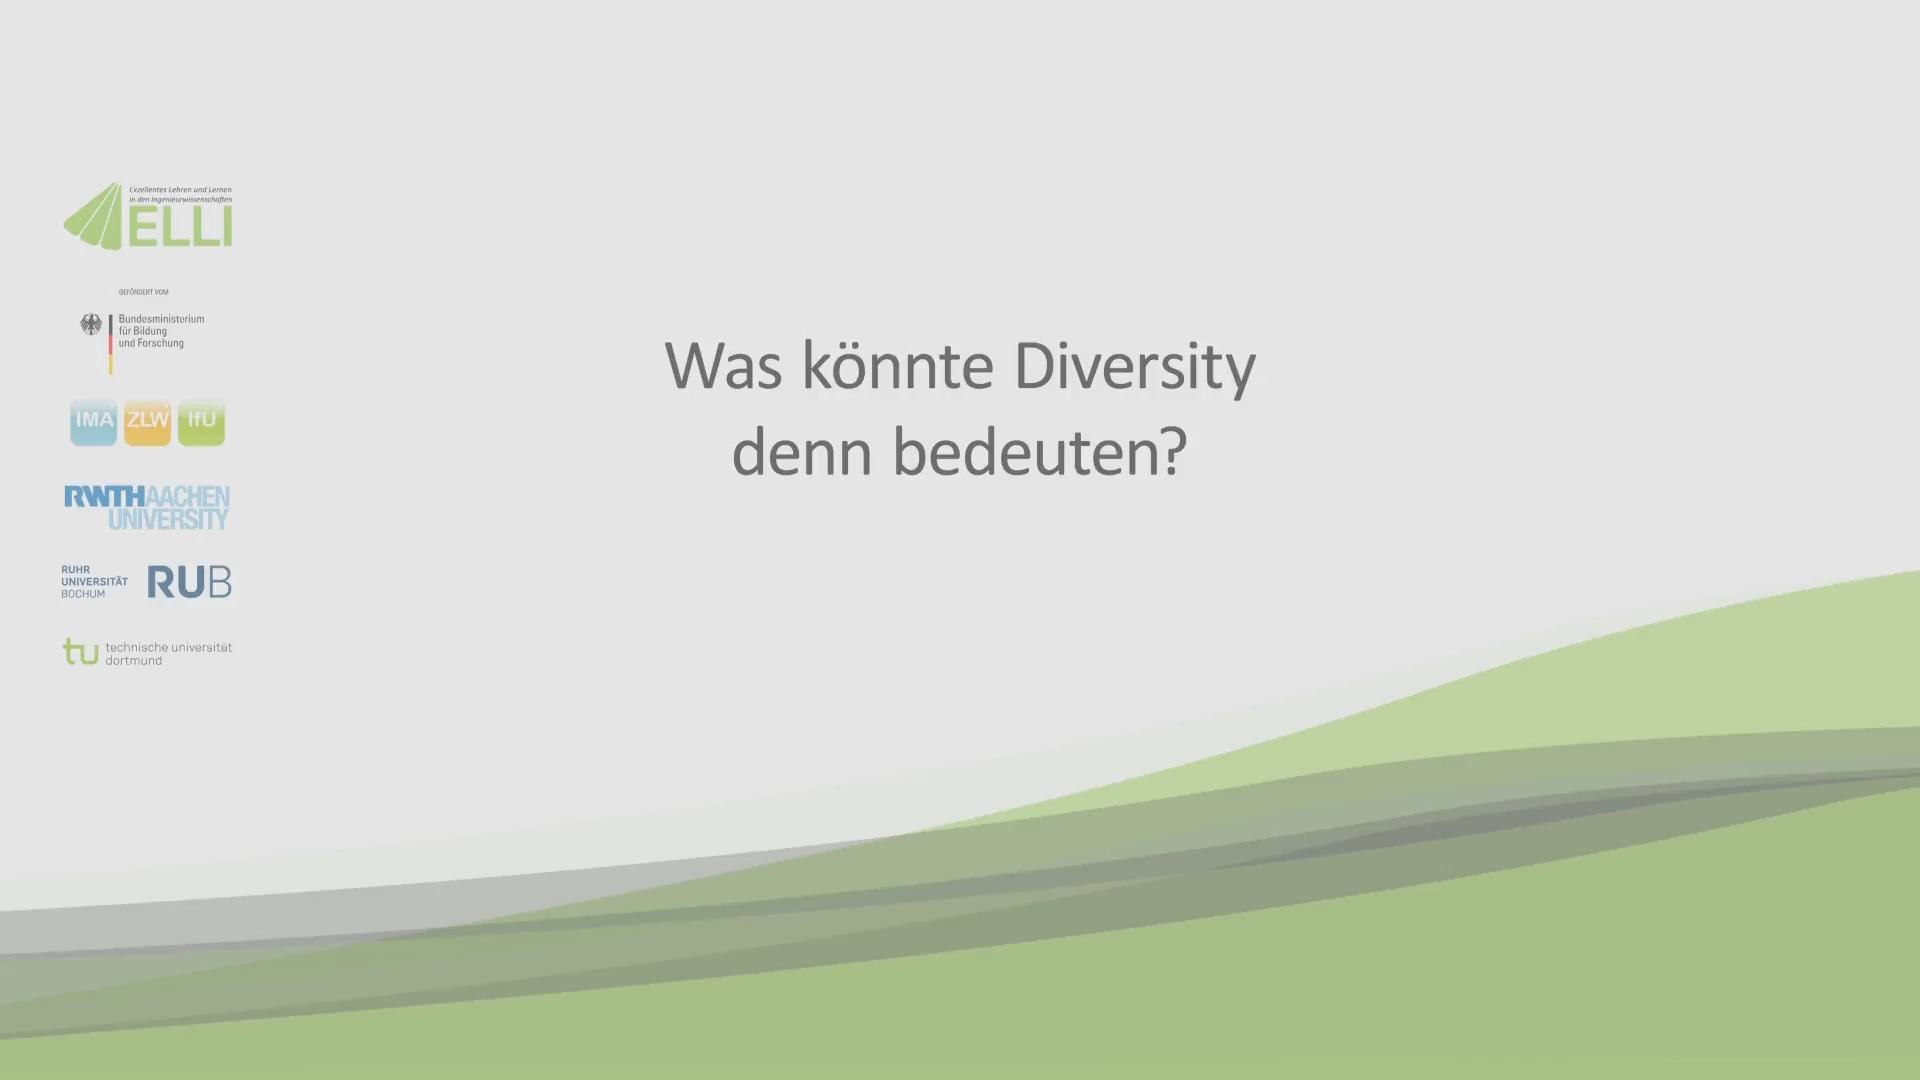 Exzellentes Lehren und Lernen
in den Ingenieurwissenschaften
ELLI
GEFÖRDERT VOM
Bundesministerium
für Bildung
und Forschung
IMA ZLW IfU
RWTH AACHEN
UNIVERSITY
RUHR
UNIVERSITÄT
BOCHUM
RUB
tu technische universität
dortmund
Was könnte Diversity
denn bedeuten?